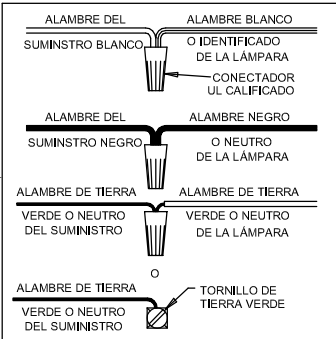 ALAMBRE DEL ALAMBRE BLANCO
SUMINSTRO BLANCO O IDENTIFICADO
DE LA LÁMPARA
CONECTADOR
UL CALIFICADO
ALAMBRE DEL ALAMBRE NEGRO
SUMINSTRO NEGRO O NEUTRO
DE LA LÁMPARA
ALAMBRE DE TIERRA ALAMBRE DE TIERRA
VERDE O NEUTRO VERDE O NEUTRO
DEL SUMINISTRO DE LA LÁMPARA
O
ALAMBRE DE TIERRA TORNILLO DE
VERDE O NEUTRO TIERRA VERDE
DEL SUMINISTRO